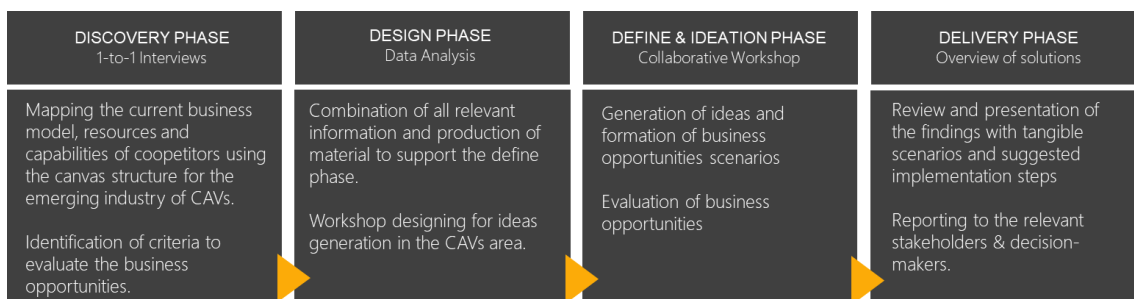 DISCOVERY PHASE
1-to-1 Interviews
Mapping the current business
model, resources and
capabilities of coopetitors using
the canvas structure for the
emerging industry of CAVs.
Identification of criteria to
evaluate the business
opportunities.
DESIGN PHASE
Data Analysis
Combination of all relevant
information and production of
material to support the define
phase.
Workshop designing for ideas
generation in the CAVs area.
DEFINE & IDEATION PHASE
Collaborative Workshop
Generation of ideas and
formation of business
opportunities scenarios
Evaluation of business
opportunities
DELIVERY PHASE
Overview of solutions
Review and presentation of
the findings with tangible
scenarios and suggested
implementation steps
Reporting to the relevant
stakeholders & decision-
makers.